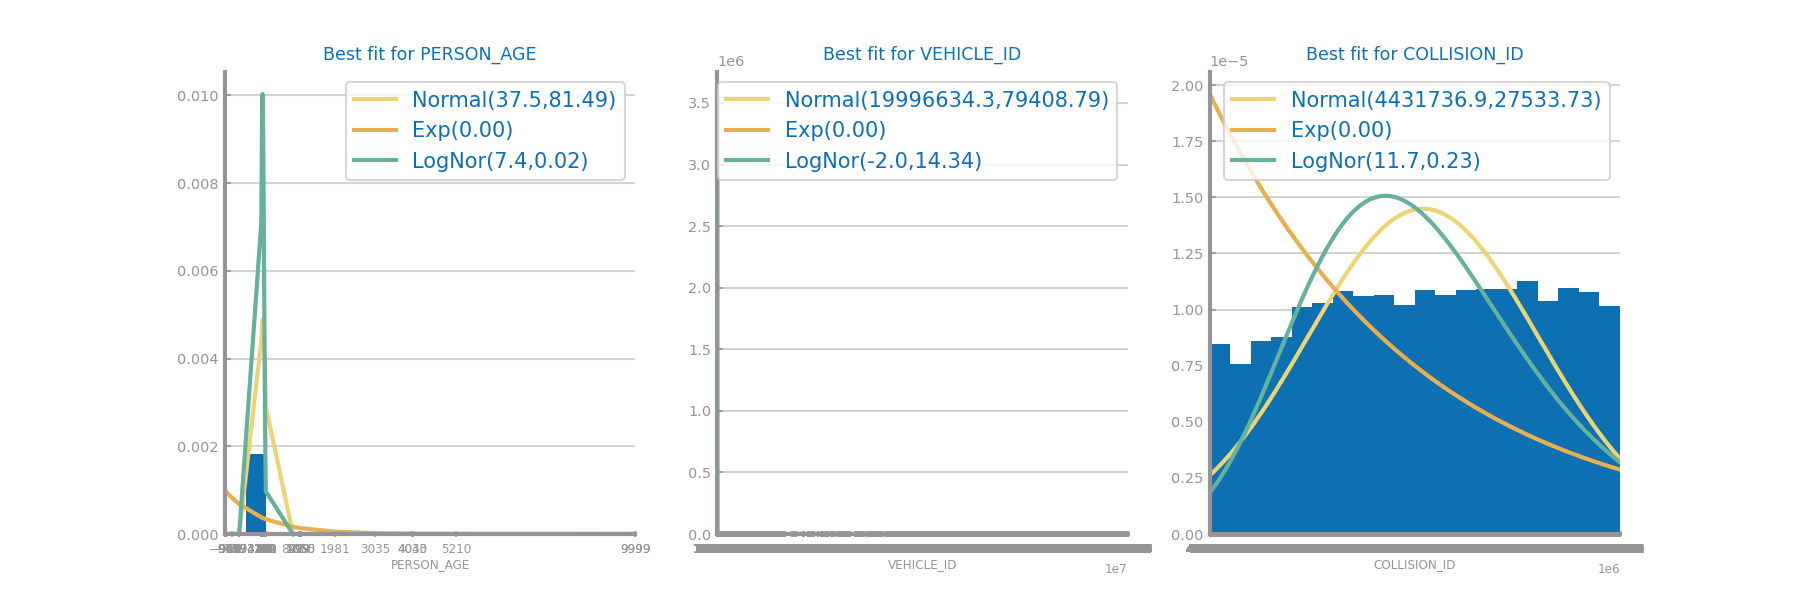 Best fit for PERSON_AGE
0.010
0.008
0.006
0.004
0.002
0.000
Normal(37.5,81.49)
Exp(0.00)
LogNor(7.4,0.02)
1981 3035 5210 9999
PERSON_AGE
Best fit for VEHICLE_ID
1e6
3.5
3.0
2.5
2.0
1.5
1.0
0.5
0.0
Normal(19996634.3,79408.79)
Exp(0.00)
LogNor(-2.0,14.34)
VEHICLE_ID
1e7
Best fit for COLLISION_ID
1e−5
2.00
1.75
1.50
1.25
1.00
0.75
0.50
0.25
0.00
Normal(4431736.9,27533.73)
Exp(0.00)
LogNor(11.7,0.23)
COLLISION_ID
1e6